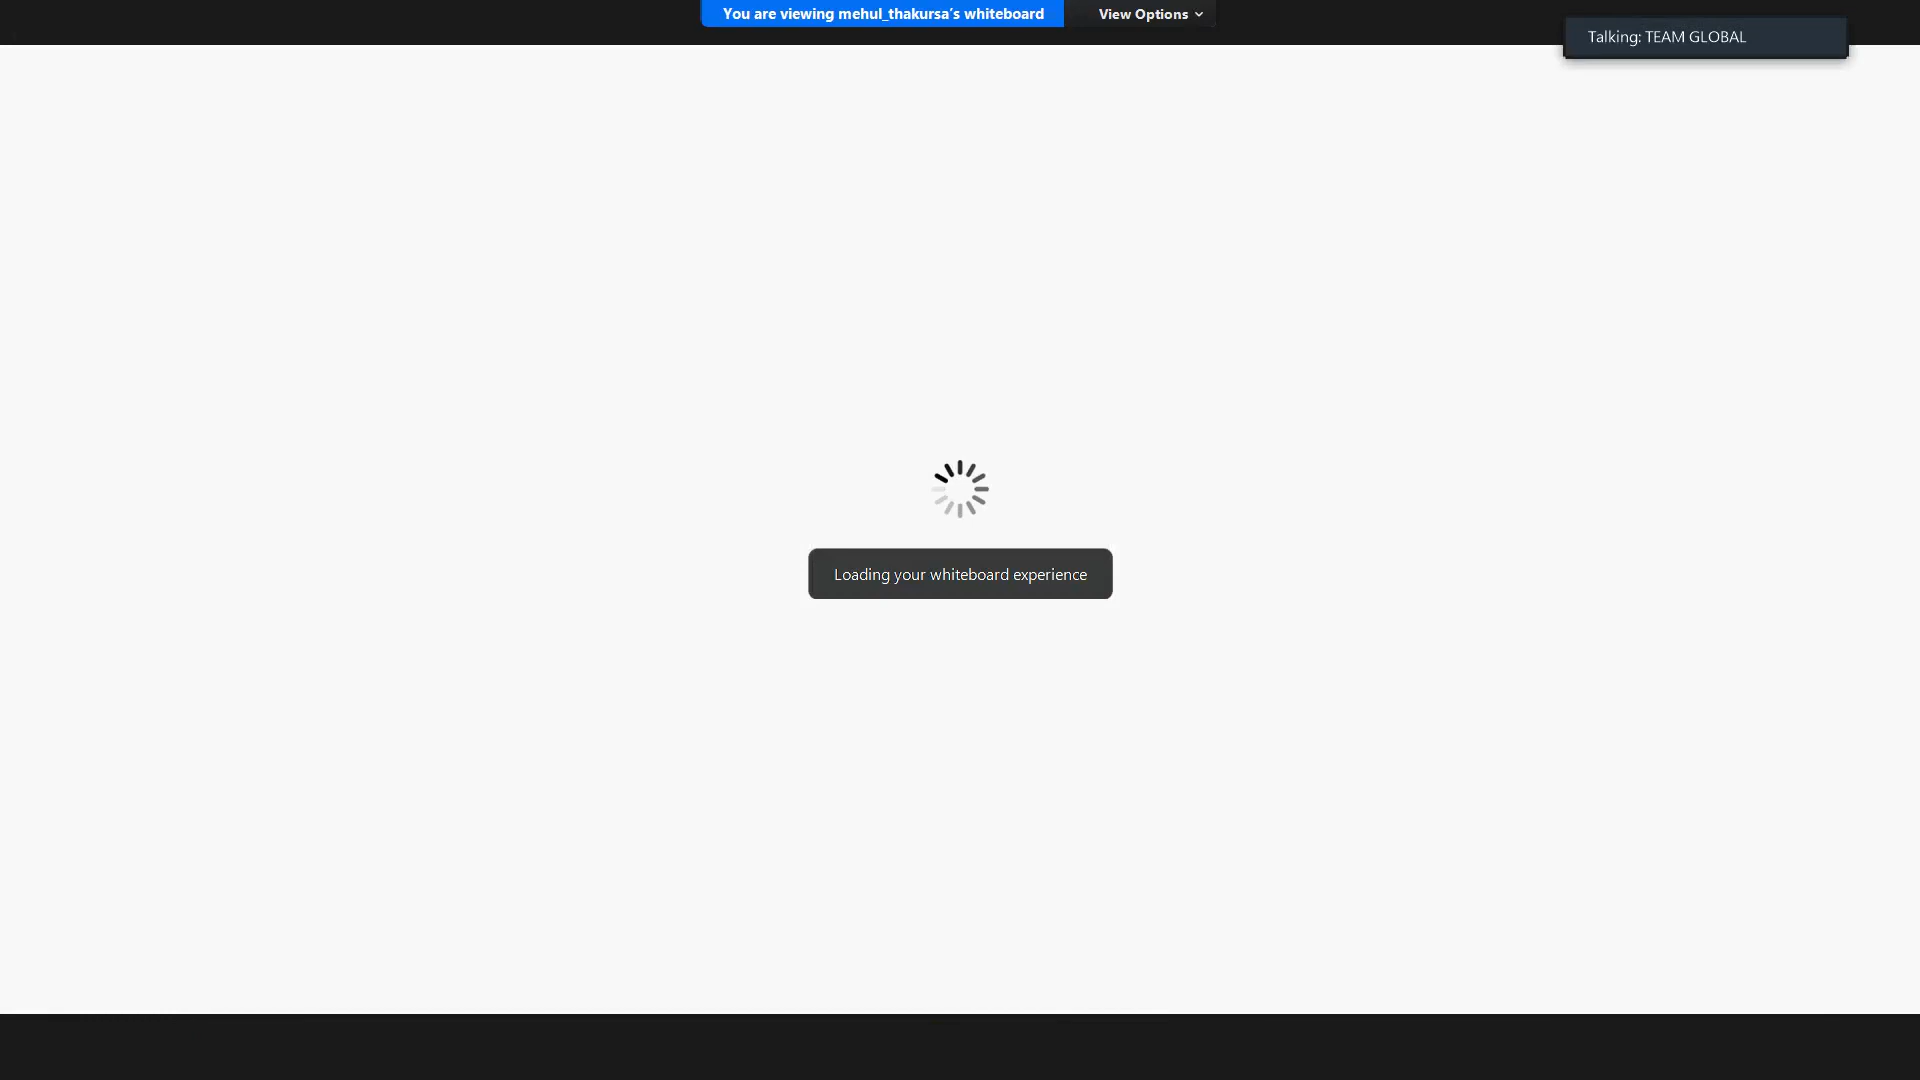 You are viewing mehul_thakursa's whiteboard
View Options
Talking: TEAM GLOBAL
Loading your whiteboard experience